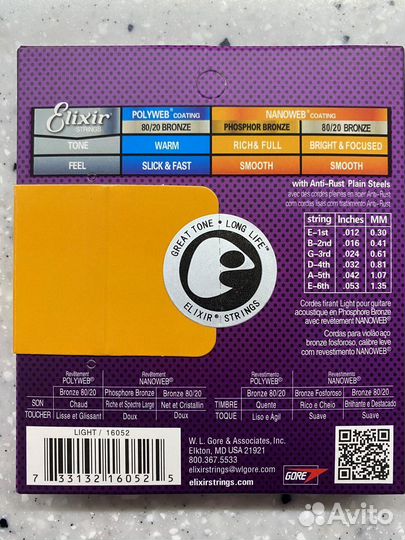 Elixir
STRINGS
POLYWEB® COATING
NANOWEB® COATING
80/20 BRONZE
PHOSPHOR BRONZE
80/20 BRONZE
TONE
WARM
RICH & FULL
BRIGHT & FOCUSED
FEEL
SLICK & FAST
SMOOTH
SMOOTH
with Anti-Rust Plain Steels
avec des cordes pleines en acier Anti-Rust
com cordas lisas com tratamento Anti-Rust
string Inches MM
E–1st .012 0.30
B–2nd .016 0.41
G–3rd .024 0.61
D–4th .032 0.81
A–5th .042 1.07
E–6th .053 1.35
GREAT TONE • LONG LIFE™
ELIXIR® STRINGS
Cordes tirant Light pour guitare
acoustique en Phosphore Bronze
avec revêtement NANOWEB®
Cordas para violão aço
bronze fosforoso, calibre leve
com revestimento NANOWEB®
Revêtement
POLYWEB®
Revêtement
NANOWEB®
Revestimento
POLYWEB®
Revestimento
NANOWEB®
Bronze 80/20
Phosphore Bronze
Bronze 80/20
Bronze 80/20
Bronze Fosforoso
Bronze 80/20
SON
Chaud
Riche et Spectre Large
Net et Cristallin
TIMBRE
Quente
Rico e Cheio
Brilhante e Destacado
TOUCHER
Lisse et Glissant
Doux
Doux
TOQUE
Liso e Ágil
Suave
Suave
LIGHT / 16052
7 33132 16052 5
W. L. Gore & Associates, Inc.
Elkton, MD USA 21921
800.367.5533
elixirstrings@wlgore.com
elixirstrings.com
GORE
Avito